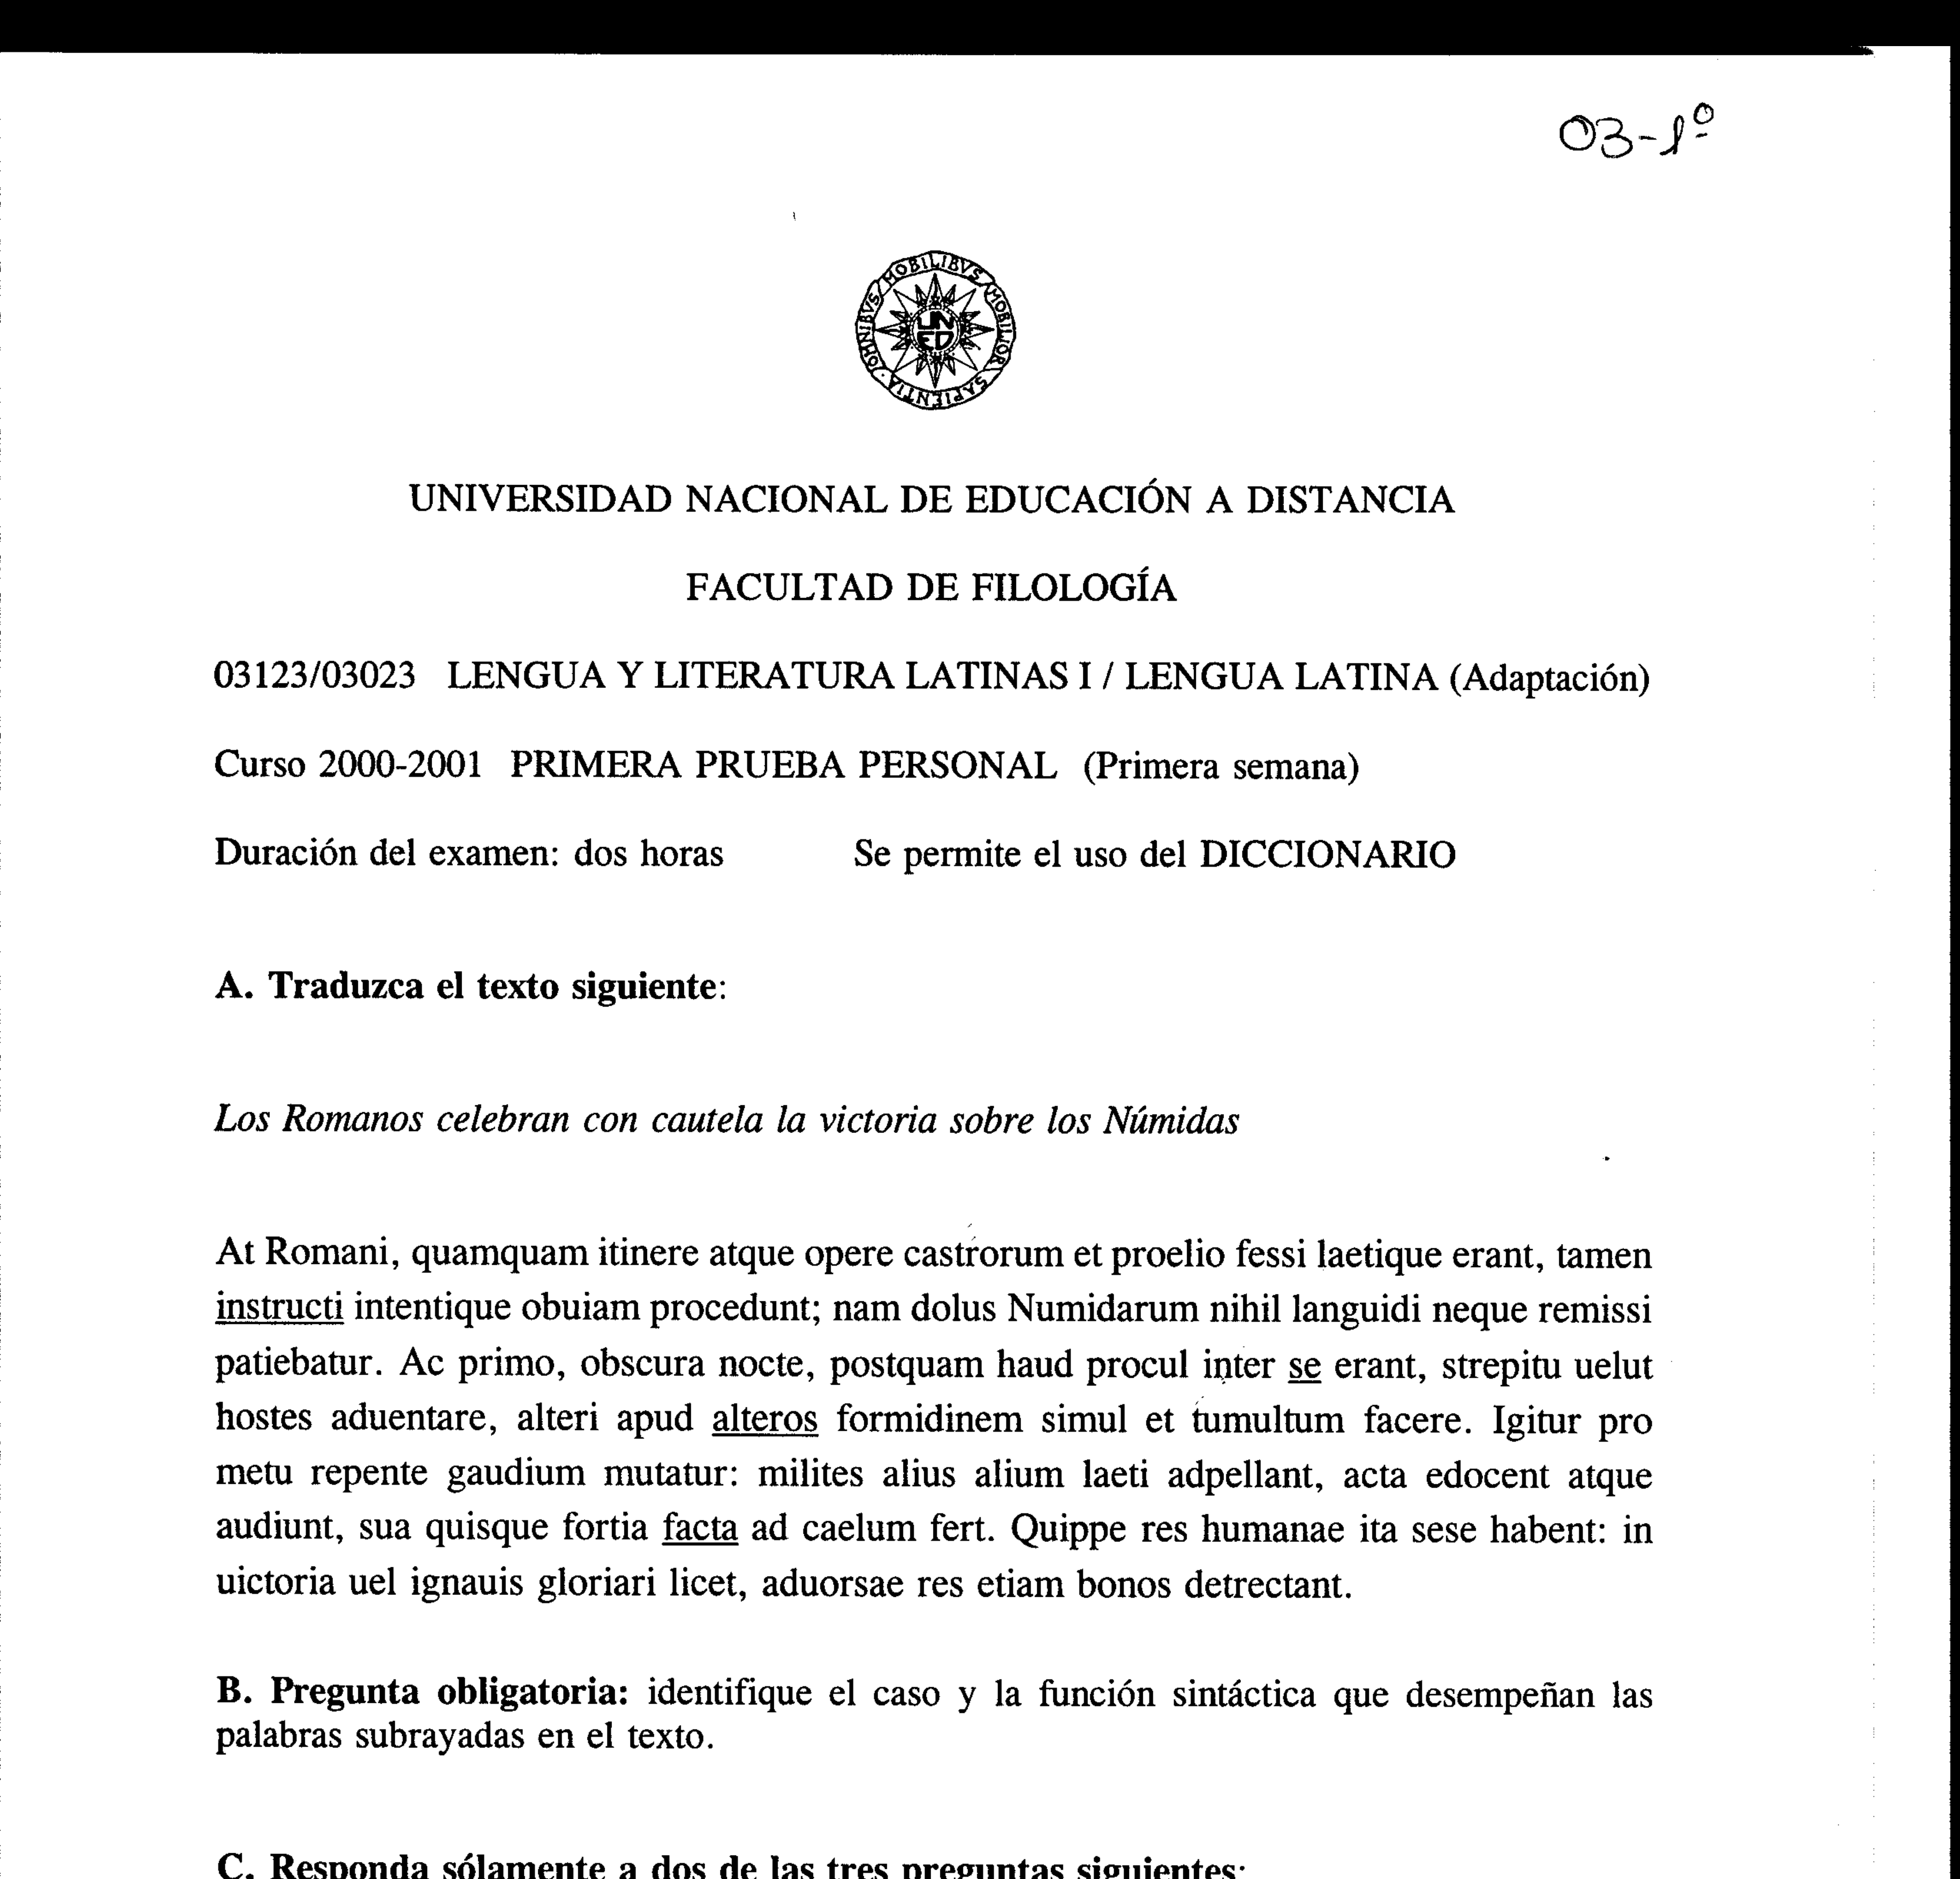 03-1º
OMNIBVS MOBILIBVS MOBILIOR SAPIENTIA
UNED
UNIVERSIDAD NACIONAL DE EDUCACIÓN A DISTANCIA
FACULTAD DE FILOLOGÍA
03123/03023 LENGUA Y LITERATURA LATINAS I / LENGUA LATINA (Adaptación)
Curso 2000-2001 PRIMERA PRUEBA PERSONAL (Primera semana)
Duración del examen: dos horas Se permite el uso del DICCIONARIO
A. Traduzca el texto siguiente:
Los Romanos celebran con cautela la victoria sobre los Númidas
At Romani, quamquam itinere atque opere castrorum et proelio fessi laetique erant, tamen
instructi intentique obuiam procedunt; nam dolus Numidarum nihil languidi neque remissi
patiebatur. Ac primo, obscura nocte, postquam haud procul inter se erant, strepitu uelut
hostes aduentare, alteri apud alteros formidinem simul et tumultum facere. Igitur pro
metu repente gaudium mutatur: milites alius alium laeti adpellant, acta edocent atque
audiunt, sua quisque fortia facta ad caelum fert. Quippe res humanae ita sese habent: in
uictoria uel ignauis gloriari licet, aduorsae res etiam bonos detrectant.
B. Pregunta obligatoria: identifique el caso y la función sintáctica que desempeñan las
palabras subrayadas en el texto.
C. Responda sólamente a dos de las tres preguntas siguientes: